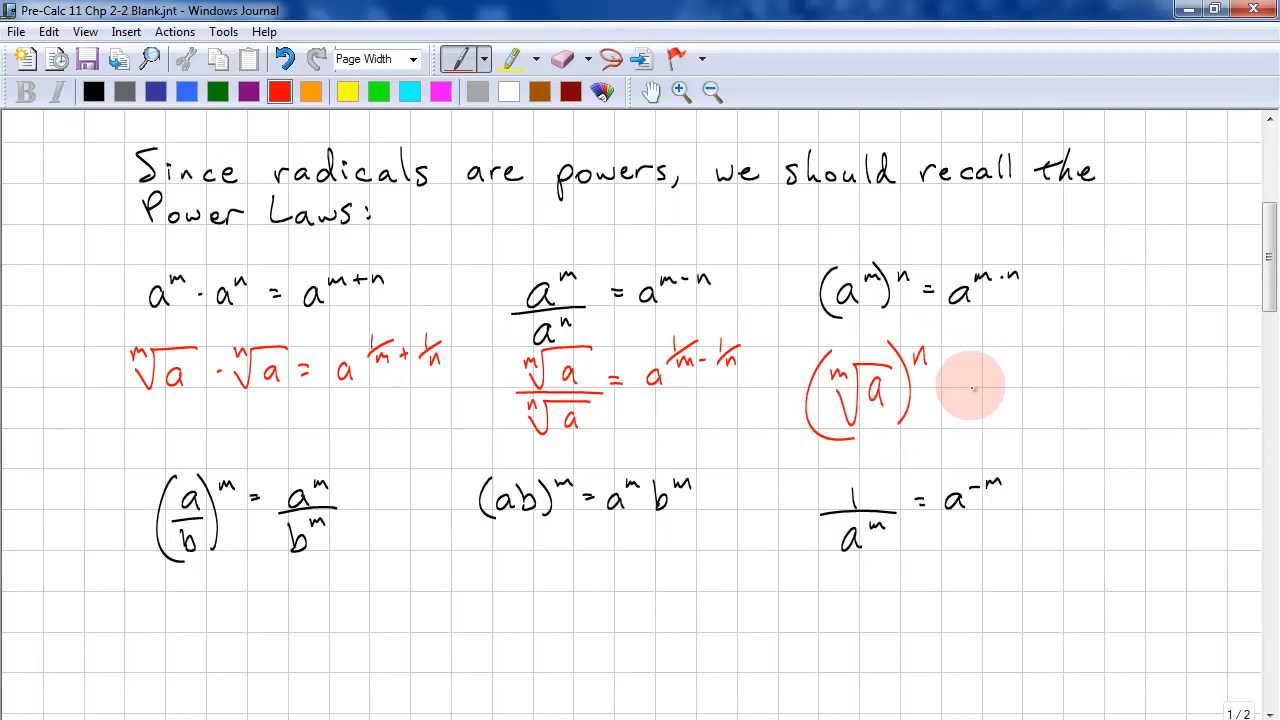 Pre-Calc 11 Chp 2-2 Blank.jnt - Windows Journal
File Edit View Insert Actions Tools Help
Page Width
B I
Since radicals are powers, we should recall the
Power Laws:
a^m · a^n = a^(m+n)
a^m / a^n = a^(m-n)
(a^m)^n = a^(m·n)
ᵐ√a · ⁿ√a = a^(1/m + 1/n)
ᵐ√a / ⁿ√a = a^(1/m - 1/n)
(ᵐ√a)^n
(a/b)^m = a^m / b^m
(ab)^m = a^m b^m
1 / a^m = a^(-m)
1 / 2